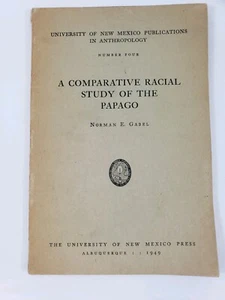 UNIVERSITY OF NEW MEXICO PUBLICATIONS
IN ANTHROPOLOGY
NUMBER FOUR
A COMPARATIVE RACIAL
STUDY OF THE
PAPAGO
NORMAN E. GABEL
THE UNIVERSITY OF NEW MEXICO PRESS
ALBUQUERQUE : : 1949